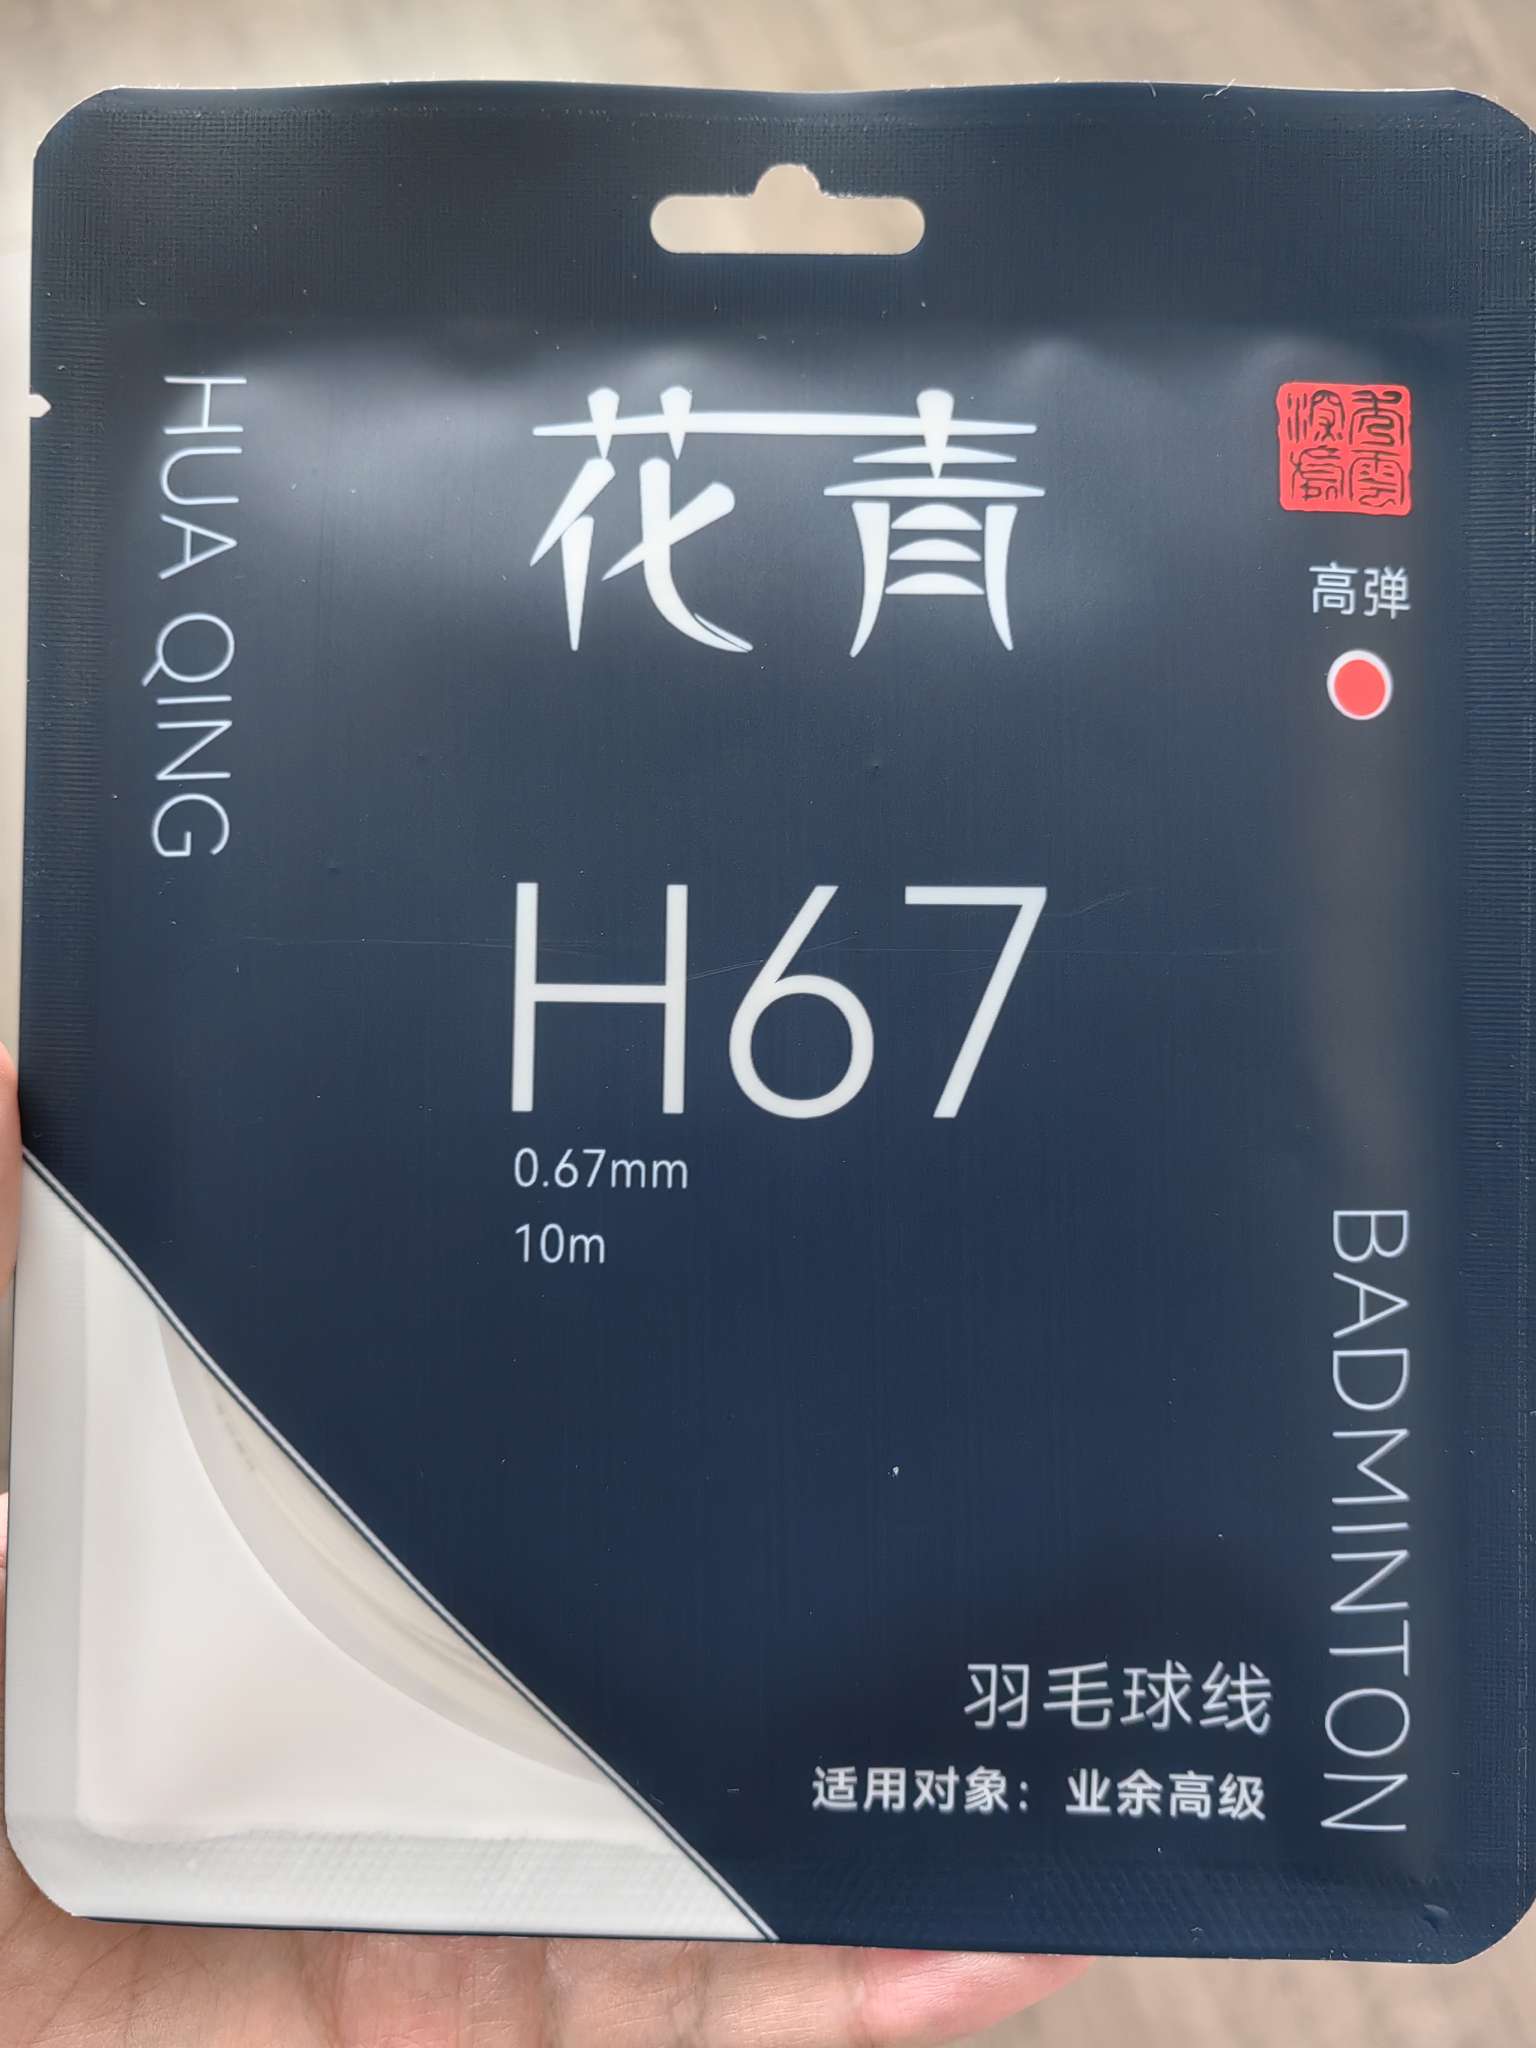 HUA QING
花青
高弹
H67
0.67mm
10m
BADMINTON
羽毛球线
适用对象：业余高级